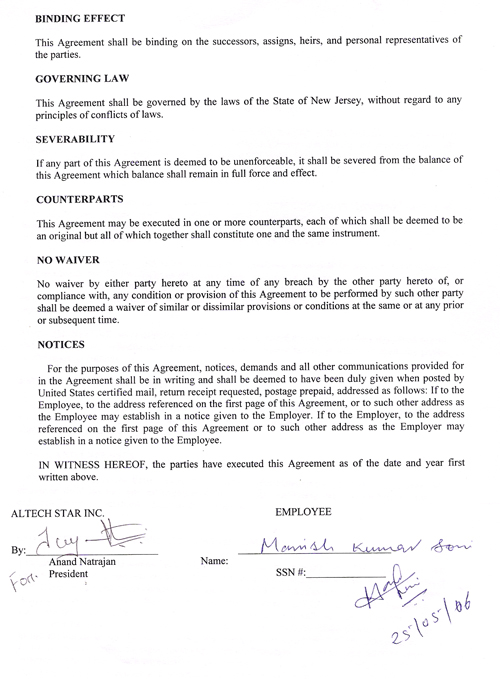 BINDING EFFECT
This Agreement shall be binding on the successors, assigns, heirs, and personal representatives of
the parties.
GOVERNING LAW
This Agreement shall be governed by the laws of the State of New Jersey, without regard to any
principles of conflicts of laws.
SEVERABILITY
If any part of this Agreement is deemed to be unenforceable, it shall be severed from the balance of
this Agreement which balance shall remain in full force and effect.
COUNTERPARTS
This Agreement may be executed in one or more counterparts, each of which shall be deemed to be
an original but all of which together shall constitute one and the same instrument.
NO WAIVER
No waiver by either party hereto at any time of any breach by the other party hereto of, or
compliance with, any condition or provision of this Agreement to be performed by such other party
shall be deemed a waiver of similar or dissimilar provisions or conditions at the same or at any prior
or subsequent time.
NOTICES
For the purposes of this Agreement, notices, demands and all other communications provided for
in the Agreement shall be in writing and shall be deemed to have been duly given when posted by
United States certified mail, return receipt requested, postage prepaid, addressed as follows: If to the
Employee, to the address referenced on the first page of this Agreement, or to such other address as
the Employee may establish in a notice given to the Employer. If to the Employer, to the address
referenced on the first page of this Agreement or to such other address as the Employer may
establish in a notice given to the Employee.
IN WITNESS HEREOF, the parties have executed this Agreement as of the date and year first
written above.
ALTECH STAR INC.
EMPLOYEE
By:
Anand Natrajan
For. President
Name: Manish Kumar Soni
SSN #:
25/05/06